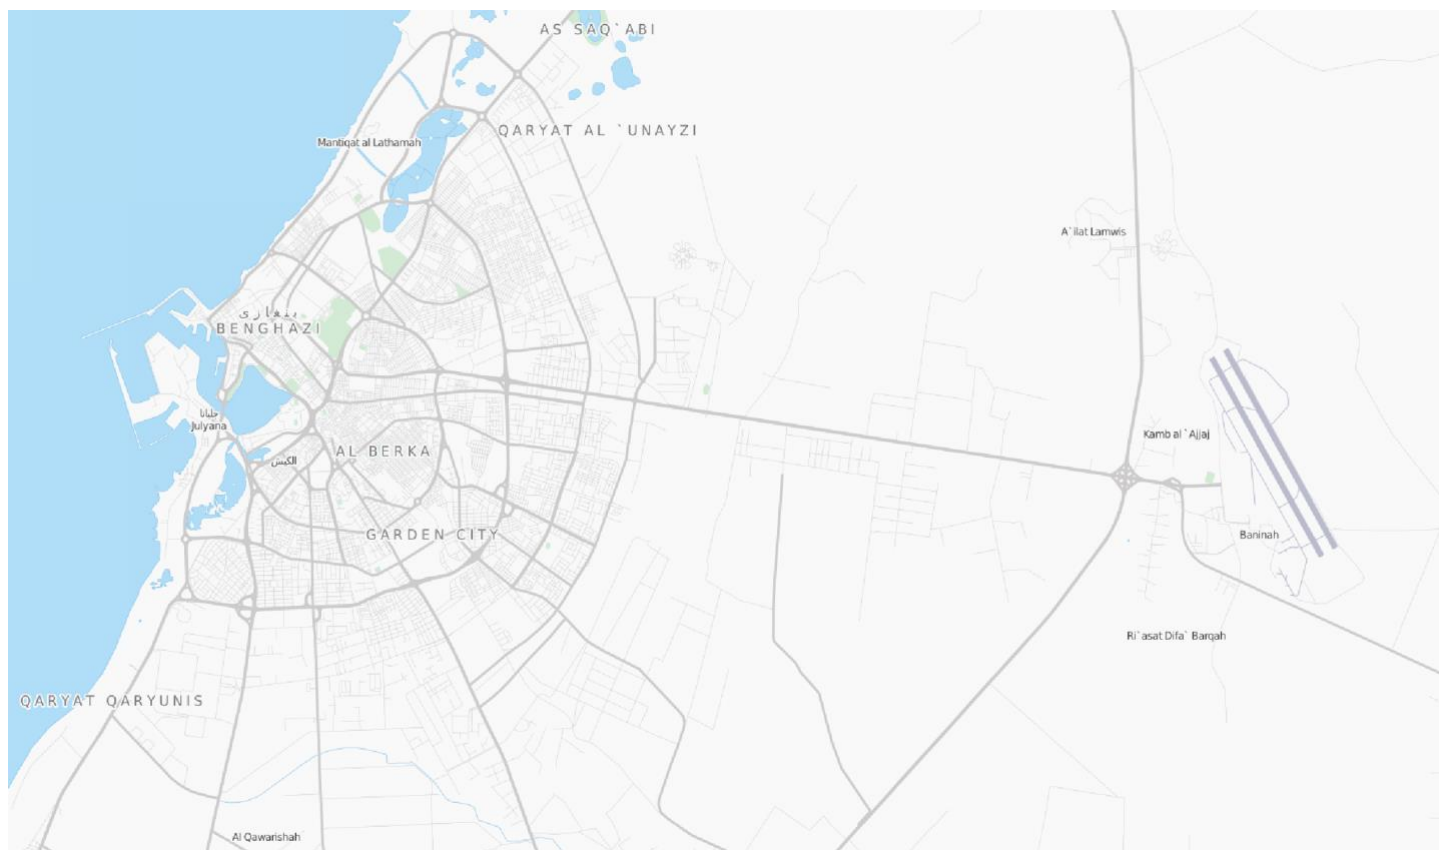 AS SAQ`ABI
QARYAT AL `UNAYZI
Mantiqat al Lathamah
A`ilat Lamwis
بنغازى
BENGHAZI
جليانا
Julyana
Kamb al `Ajjaj
AL BERKA
الكيش
GARDEN CITY
Baninah
Ri`asat Difa` Barqah
QARYAT QARYUNIS
Al Qawarishah